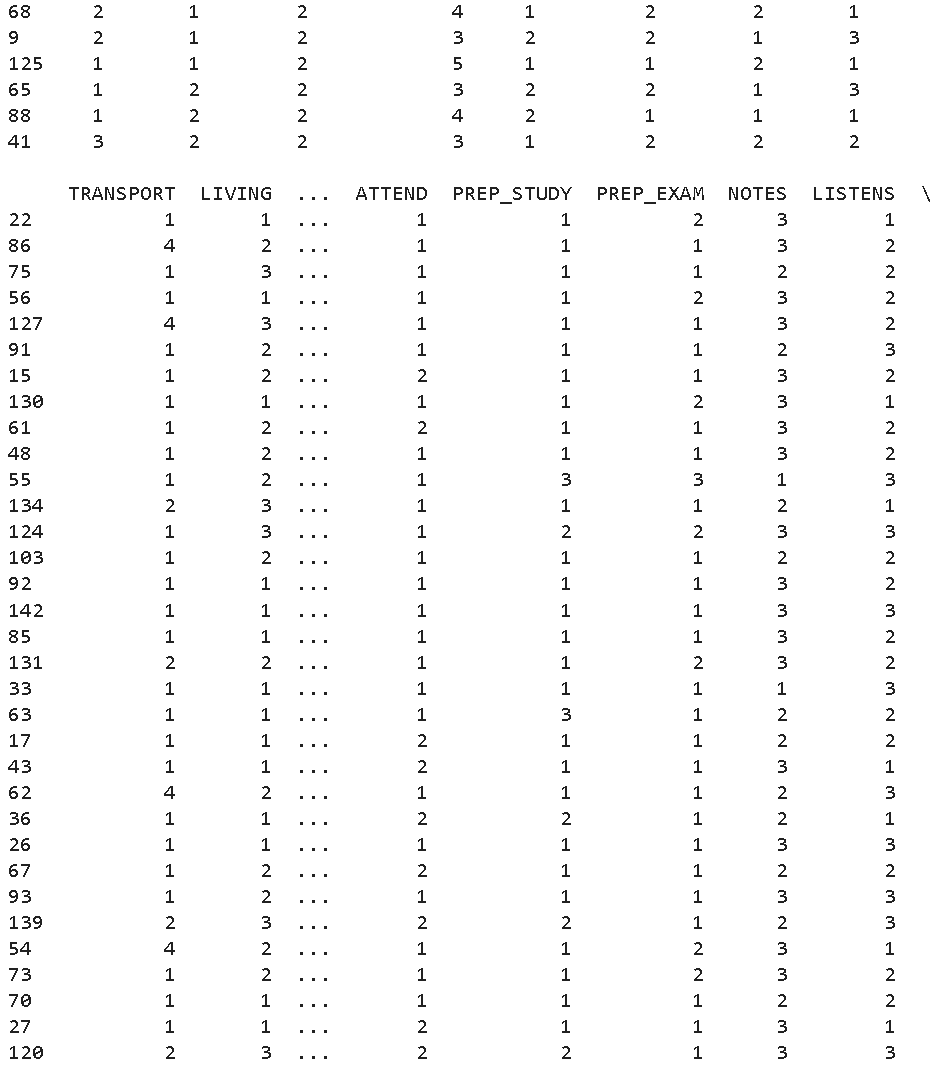 68 2 1 2 4 1 2 2 1
9 2 1 2 3 2 2 1 3
125 1 1 2 5 1 1 2 1
65 1 2 2 3 2 2 1 3
88 1 2 2 4 2 1 1 1
41 3 2 2 3 1 2 2 2
TRANSPORT LIVING ... ATTEND PREP_STUDY PREP_EXAM NOTES LISTENS \
22 1 1 ... 1 1 2 3 1
86 4 2 ... 1 1 1 3 2
75 1 3 ... 1 1 1 2 2
56 1 1 ... 1 1 2 3 2
127 4 3 ... 1 1 1 3 2
91 1 2 ... 1 1 1 2 3
15 1 2 ... 2 1 1 3 2
130 1 1 ... 1 1 2 3 1
61 1 2 ... 2 1 1 3 2
48 1 2 ... 1 1 1 3 2
55 1 2 ... 1 3 3 1 3
134 2 3 ... 1 1 1 2 1
124 1 3 ... 1 2 2 3 3
103 1 2 ... 1 1 1 2 2
92 1 1 ... 1 1 1 3 2
142 1 1 ... 1 1 1 3 3
85 1 1 ... 1 1 1 3 2
131 2 2 ... 1 1 2 3 2
33 1 1 ... 1 1 1 1 3
63 1 1 ... 1 3 1 2 2
17 1 1 ... 2 1 1 2 2
43 1 1 ... 2 1 1 3 1
62 4 2 ... 1 1 1 2 3
36 1 1 ... 2 2 1 2 1
26 1 1 ... 1 1 1 3 3
67 1 2 ... 2 1 1 2 2
93 1 2 ... 1 1 1 3 3
139 2 3 ... 2 2 1 2 3
54 4 2 ... 1 1 2 3 1
73 1 2 ... 1 1 2 3 2
70 1 1 ... 1 1 1 2 2
27 1 1 ... 2 1 1 3 1
120 2 3 ... 2 2 1 3 3